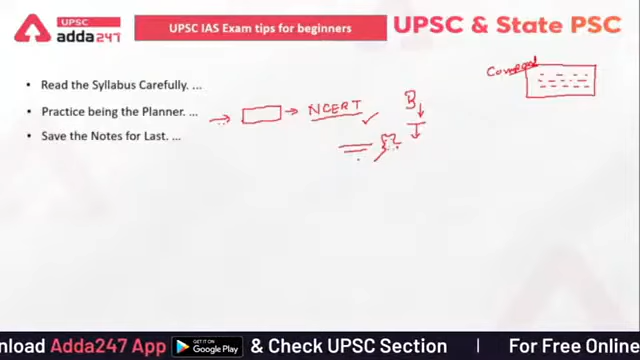 UPSC
adda247
UPSC IAS Exam tips for beginners
UPSC & State PSC
Read the Syllabus Carefully. ...
Practice being the Planner. ...
Save the Notes for Last. ...
NCERT
B
T
nload Adda247 App
GET IT ON
Google Play
& Check UPSC Section
I
For Free Online